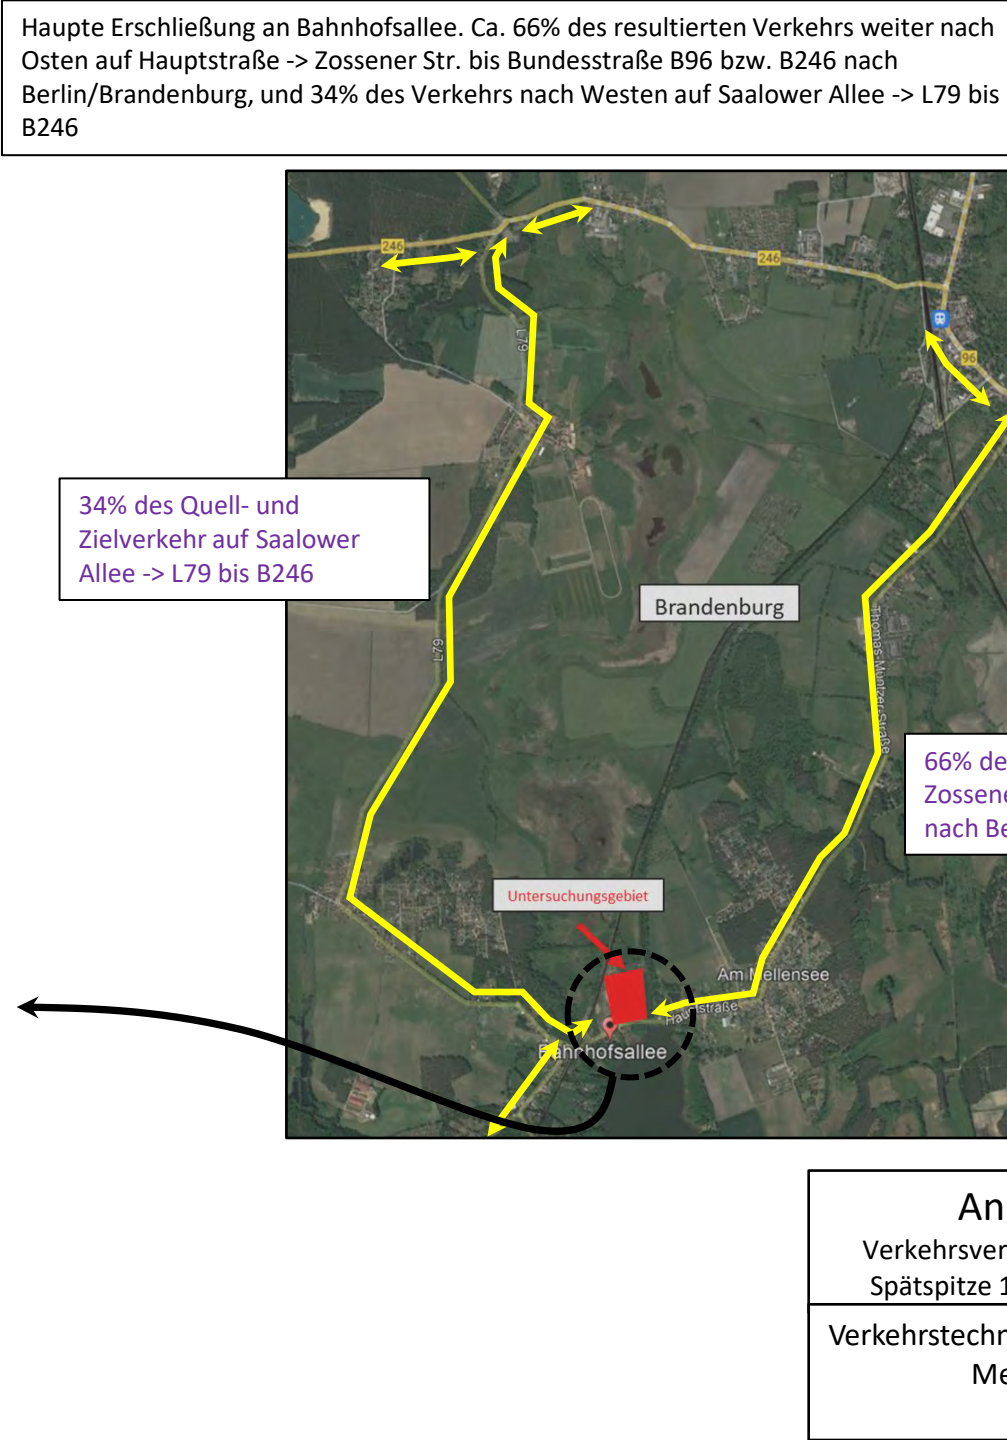 Haupte Erschließung an Bahnhofsallee. Ca. 66% des resultierten Verkehrs weiter nach
Osten auf Hauptstraße -> Zossener Str. bis Bundesstraße B96 bzw. B246 nach
Berlin/Brandenburg, und 34% des Verkehrs nach Westen auf Saalower Allee -> L79 bis
B246
246
246
L79
96
34% des Quell- und
Zielverkehr auf Saalower
Allee -> L79 bis B246
Brandenburg
Thomas-Müntzer-Straße
L79
66% de
Zossene
nach Be
Untersuchungsgebiet
Am Mellensee
Hauptstraße
Bahnhofsallee
An
Verkehrsver
Spätspitze 1
Verkehrstechn
Me